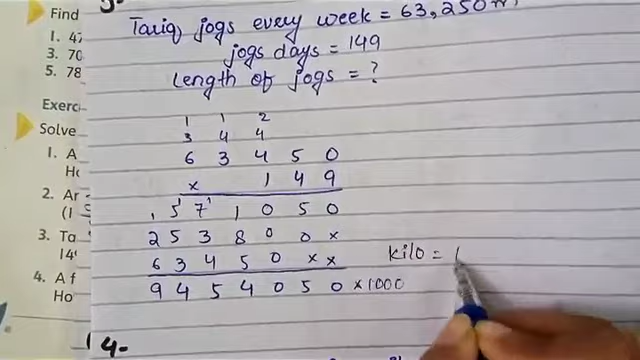 Find
1. 47
3. 70
5. 78
Exerc
Solve
1. A
Ho
2. Ar
(1
3. Ta
14
4. A f
Ho
Tariq jogs every week = 63,250m
jogs days = 149
Length of jogs = ?
1 1 2
3 4 4
6 3 4 5 0
x 1 4 9
1 5 7 1 0 5 0
2 5 3 8 0 0 x
6 3 4 5 0 x x
9 4 5 4 0 5 0 x 1000
kilo = 1
4-